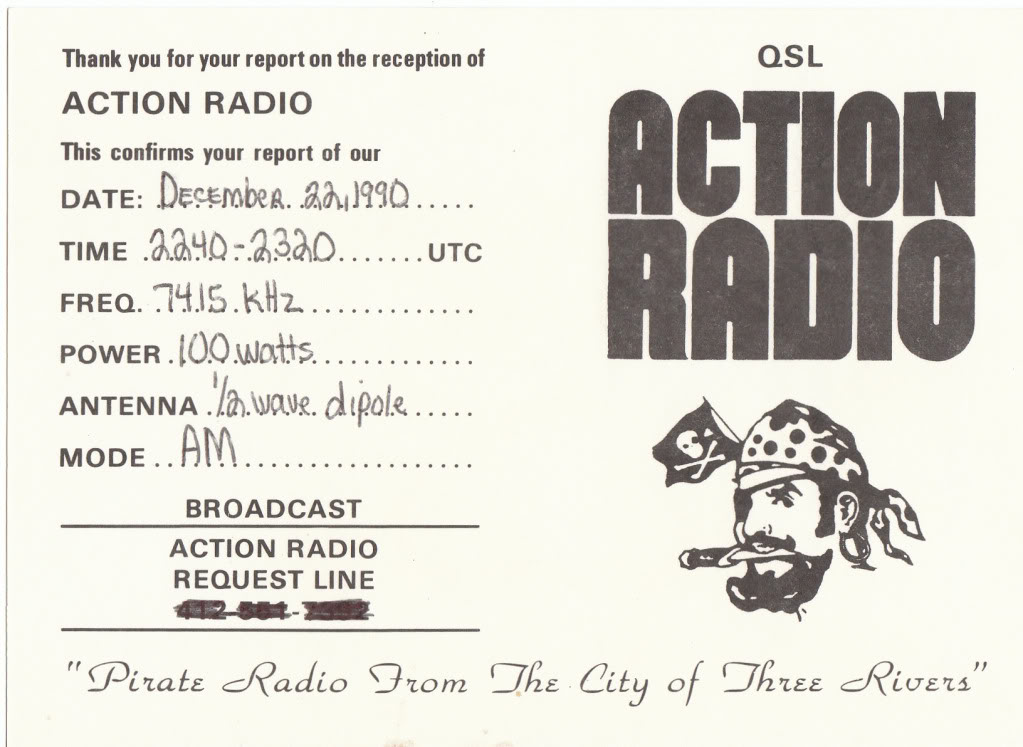 Thank you for your report on the reception of
ACTION RADIO
This confirms your report of our
DATE: December 22, 1990
TIME 2240-2320 UTC
FREQ. 7415 kHz
POWER 100 watts
ANTENNA 1/2 wave dipole
MODE AM
BROADCAST
ACTION RADIO
REQUEST LINE
QSL
ACTION
RADIO
"Pirate Radio From The City of Three Rivers"